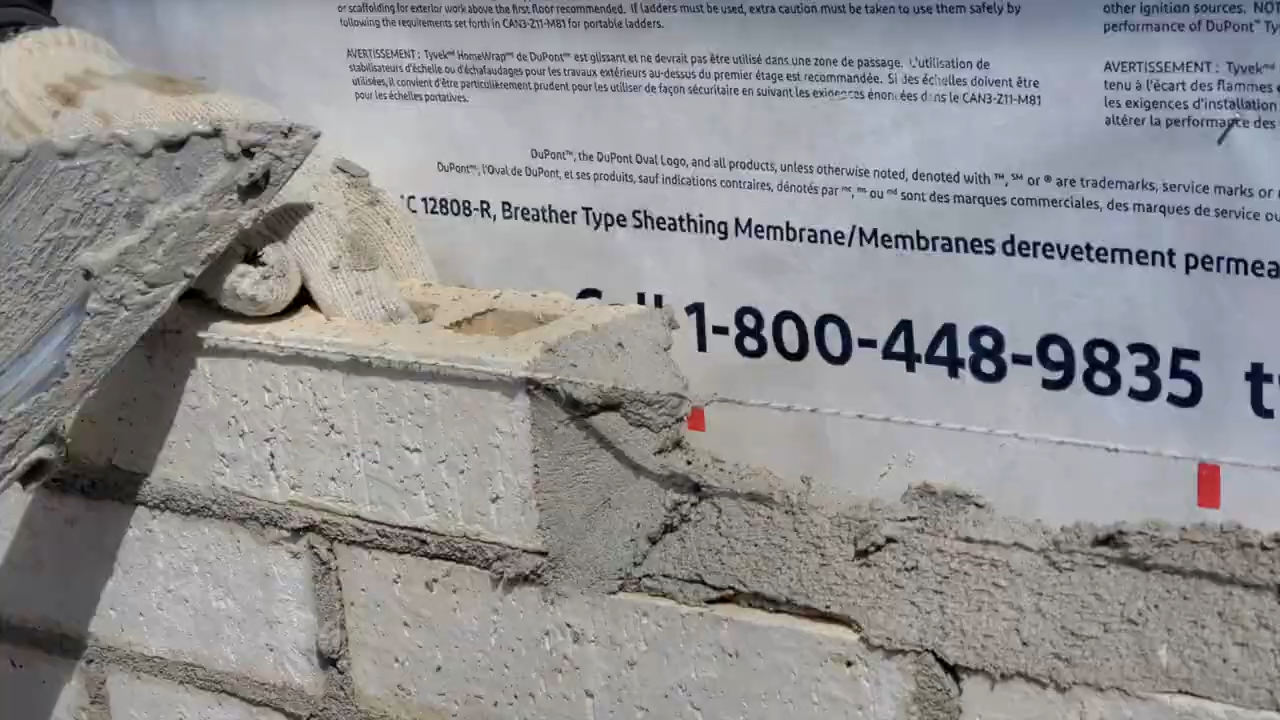 or scaffolding for exterior work above the first floor recommended. If ladders must be used, extra caution must be taken to use them safely by
following the requirements set forth in CAN3-Z11-M81 for portable ladders.
AVERTISSEMENT : Tyvek HomeWrap de DuPont est glissant et ne devrait pas être utilisé dans une zone de passage. L'utilisation de
stabilisateurs d'échelle ou d'échafaudages pour les travaux extérieurs au-dessus du premier étage est recommandée. Si des échelles doivent être
utilisées, il convient d'être particulièrement prudent pour les utiliser de façon sécuritaire en suivant les exigences énoncées dans le CAN3-Z11-M81
pour les échelles portatives.
other ignition sources. NOT
performance of DuPont™ Ty
AVERTISSEMENT : Tyvek
tenu à l'écart des flammes
les exigences d'installation
altérer la performance des
DuPont™, the DuPont Oval Logo, and all products, unless otherwise noted, denoted with ™, ℠ or ® are trademarks, service marks or
DuPont, l'Oval de DuPont, et ses produits, sauf indications contraires, dénotés par ᵐᶜ, ᵐˢ ou ᵐᵈ sont des marques commerciales, des marques de service ou
C 12808-R, Breather Type Sheathing Membrane/Membranes derevetement permea
Call 1-800-448-9835